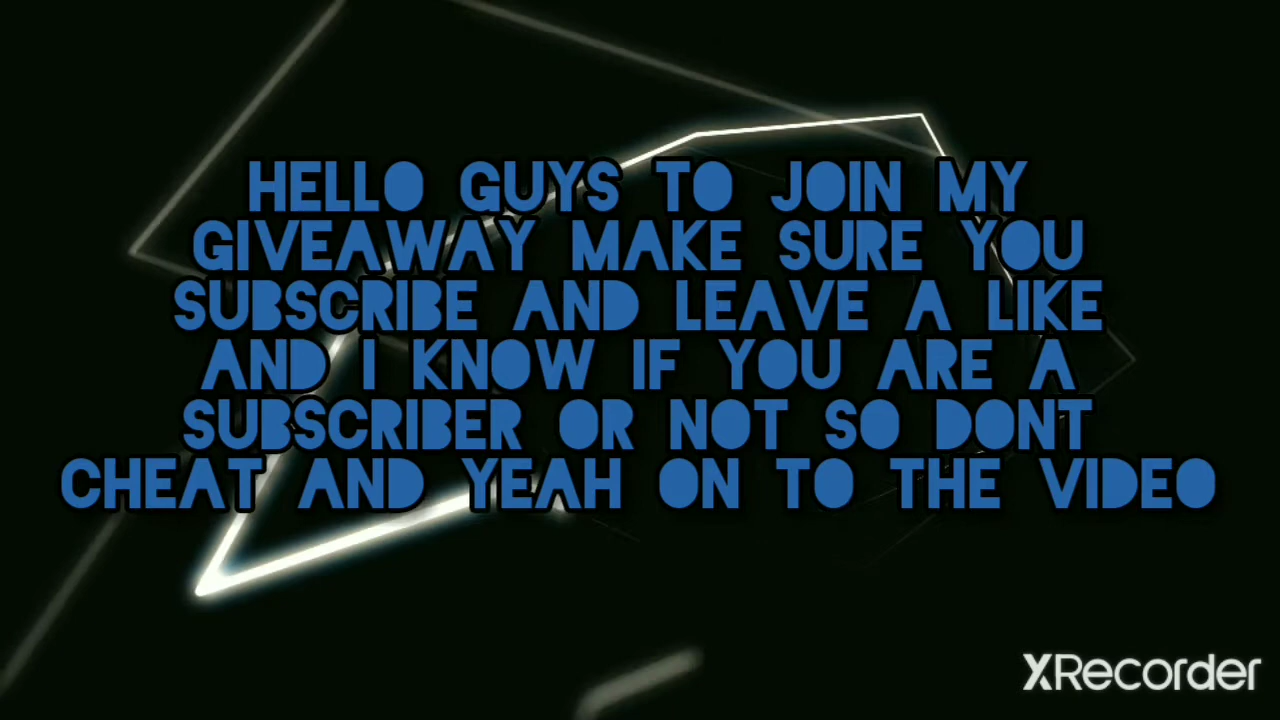 HELLO GUYS TO JOIN MY
GIVEAWAY MAKE SURE YOU
SUBSCRIBE AND LEAVE A LIKE
AND I KNOW IF YOU ARE A
SUBSCRIBER OR NOT SO DONT
CHEAT AND YEAH ON TO THE VIDEO
XRecorder